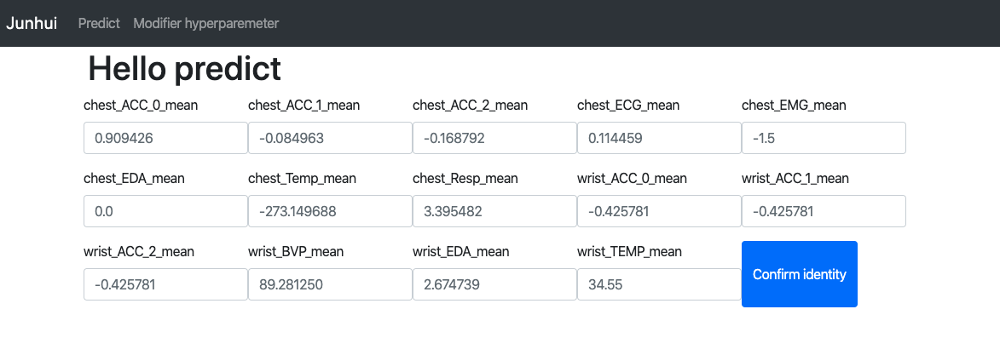 Junhui Predict Modifier hyperparemeter
Hello predict
chest_ACC_0_mean chest_ACC_1_mean chest_ACC_2_mean chest_ECG_mean chest_EMG_mean
0.909426 -0.084963 -0.168792 0.114459 -1.5
chest_EDA_mean chest_Temp_mean chest_Resp_mean wrist_ACC_0_mean wrist_ACC_1_mean
0.0 -273.149688 3.395482 -0.425781 -0.425781
wrist_ACC_2_mean wrist_BVP_mean wrist_EDA_mean wrist_TEMP_mean
Confirm identity
-0.425781 89.281250 2.674739 34.55